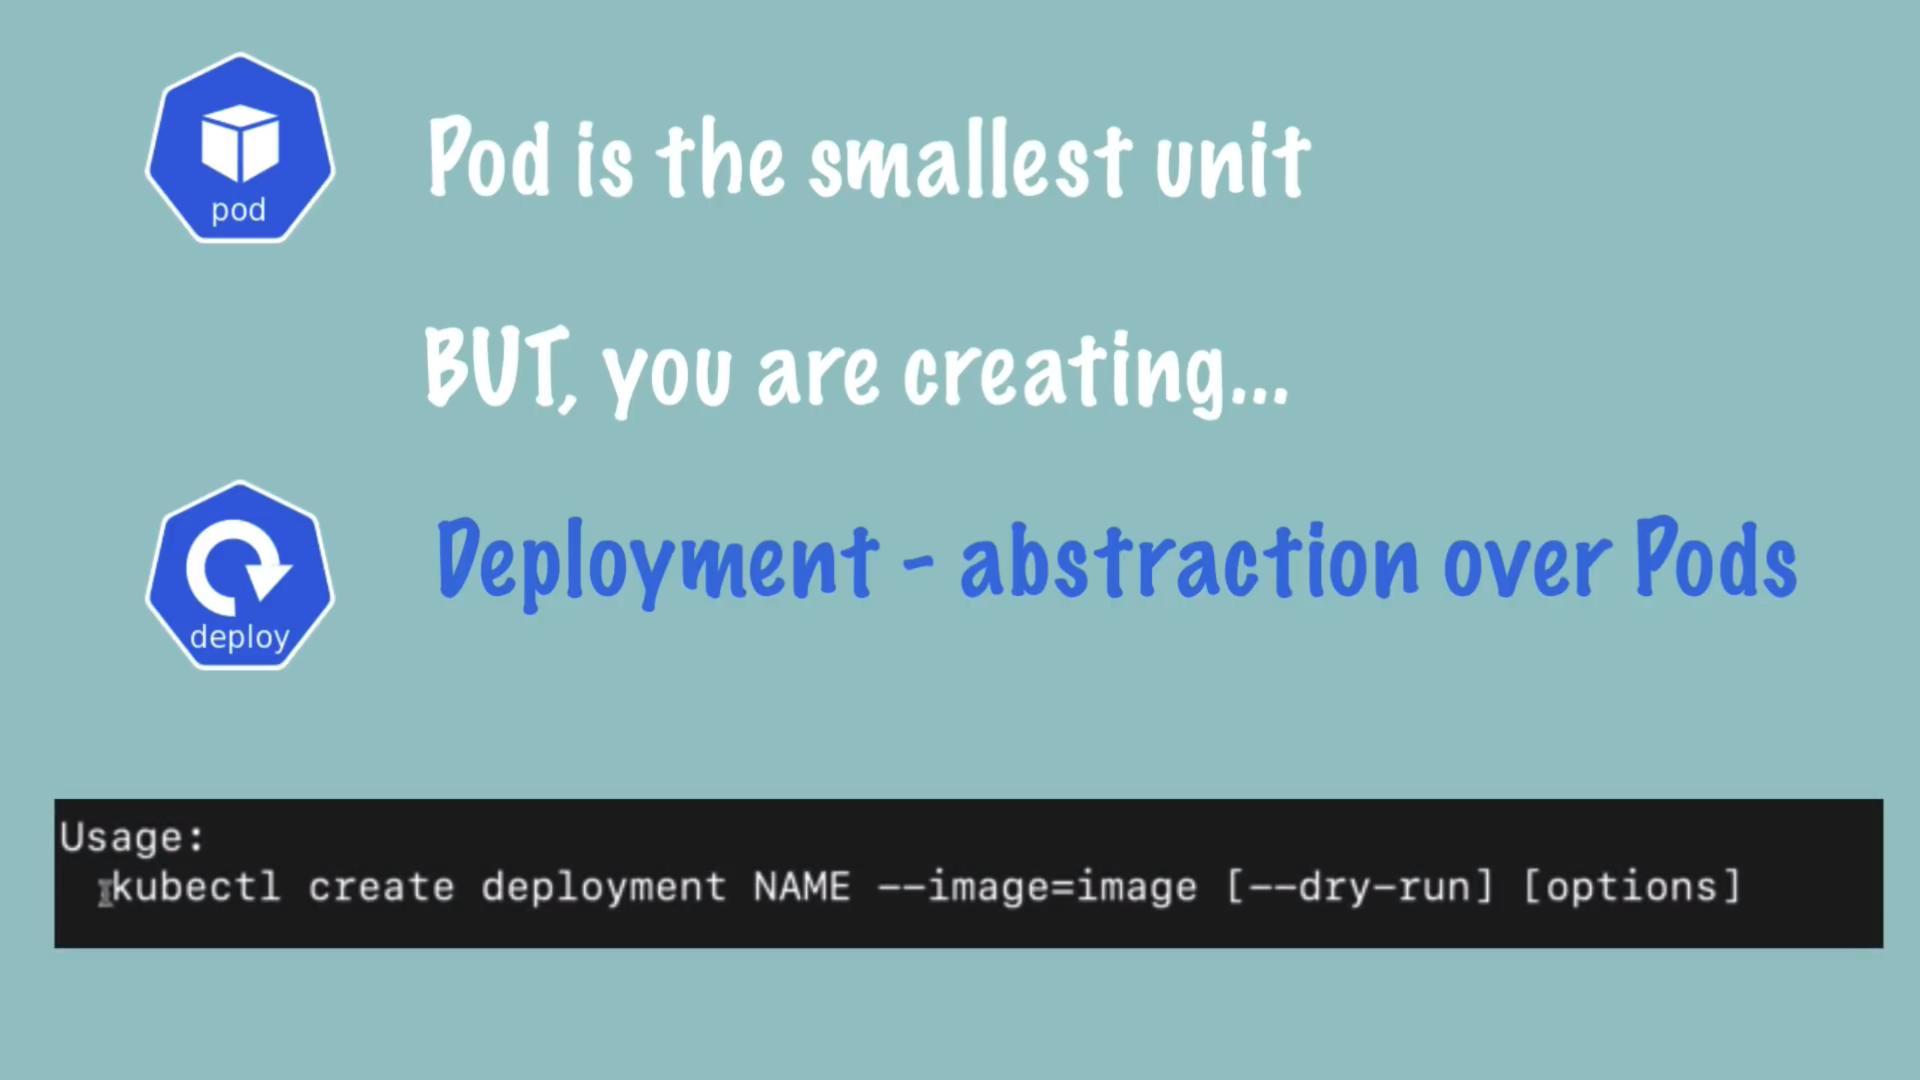 pod
Pod is the smallest unit
BUT, you are creating...
deploy
Deployment - abstraction over Pods
Usage:
kubectl create deployment NAME --image=image [--dry-run] [options]